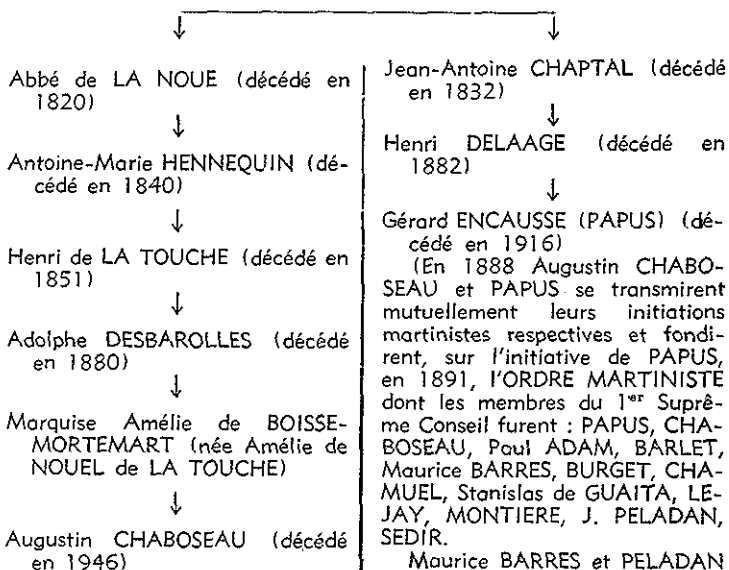 Abbé de LA NOUE (décédé en
1820)
Antoine-Marie HENNEQUIN (dé-
cédé en 1840)
Henri de LA TOUCHE (décédé en
1851)
Adolphe DESBAROLLES (décédé
en 1880)
Marquise Amélie de BOISSE-
MORTEMART (née Amélie de
NOUEL de LA TOUCHE)
Augustin CHABOSEAU (décédé
en 1946)
Jean-Antoine CHAPTAL (décédé
en 1832)
Henri DELAAGE (décédé en
1882)
Gérard ENCAUSSE (PAPUS) (dé-
cédé en 1916)
(En 1888 Augustin CHABO-
SEAU et PAPUS se transmirent
mutuellement leurs initiations
martinistes respectives et fondi-
rent, sur l'initiative de PAPUS,
en 1891, l'ORDRE MARTINISTE
dont les membres du 1er Suprê-
me Conseil furent : PAPUS, CHA-
BOSEAU, Paul ADAM, BARLET,
Maurice BARRES, BURGET, CHA-
MUEL, Stanislas de GUAITA, LE-
JAY, MONTIERE, J. PELADAN,
SEDIR.
Maurice BARRES et PELADAN